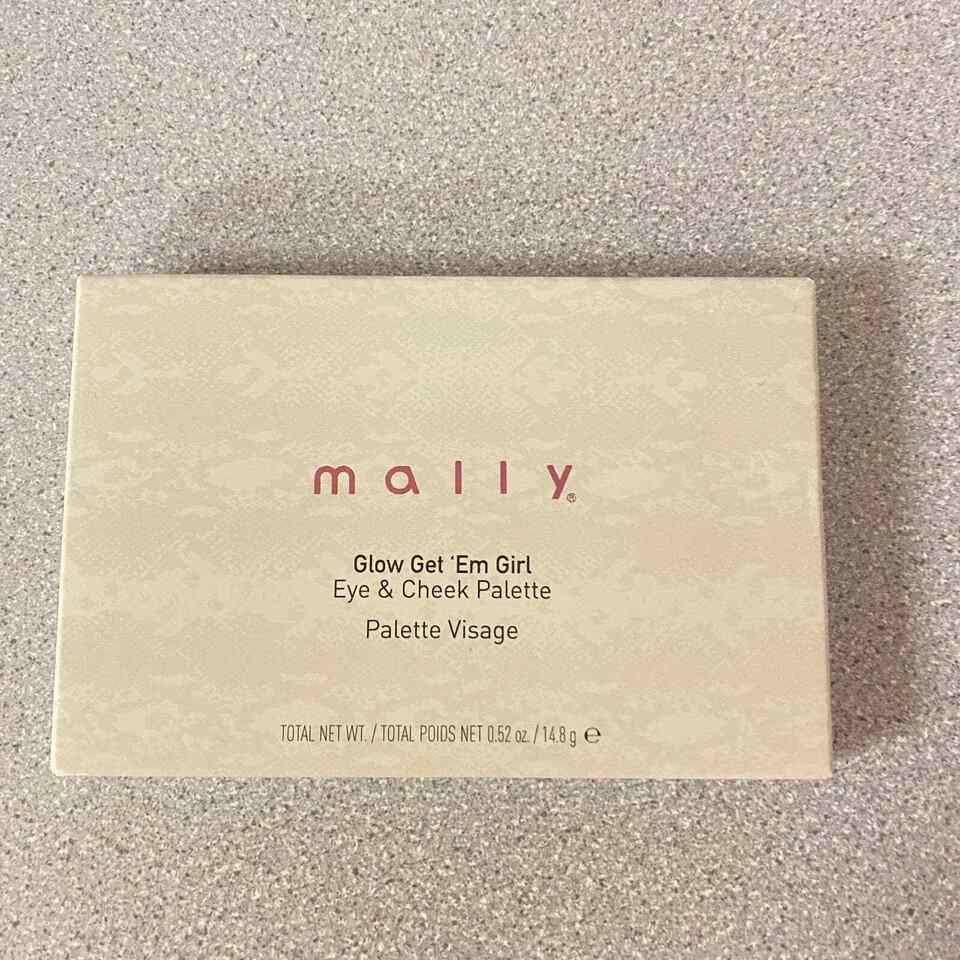 mally®
Glow Get ‘Em Girl
Eye & Cheek Palette
Palette Visage
TOTAL NET WT. / TOTAL POIDS NET 0.52 oz. / 14.8 g ℮